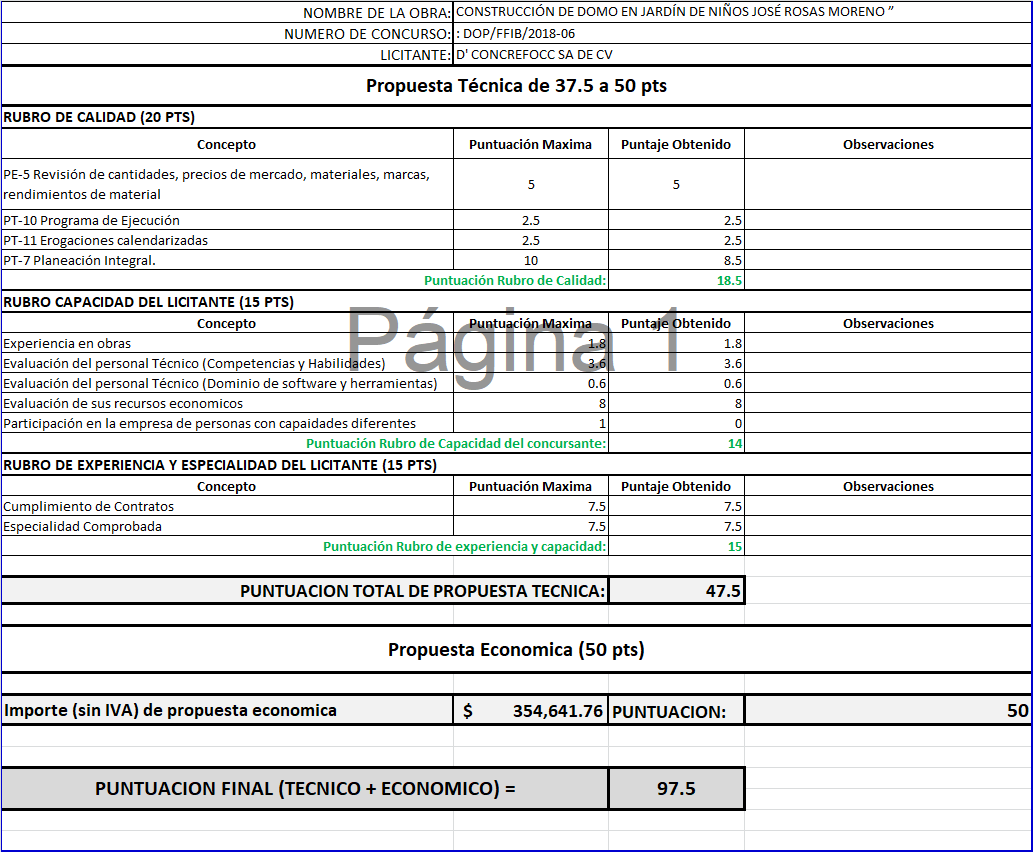 NOMBRE DE LA OBRA: CONSTRUCCIÓN DE DOMO EN JARDÍN DE NIÑOS JOSÉ ROSAS MORENO ”
NUMERO DE CONCURSO: : DOP/FFIB/2018-06
LICITANTE: D' CONCREFOCC SA DE CV
Propuesta Técnica de 37.5 a 50 pts
RUBRO DE CALIDAD (20 PTS)
Concepto Puntuación Maxima Puntaje Obtenido Observaciones
PE-5 Revisión de cantidades, precios de mercado, materiales, marcas,
rendimientos de material 5 5
PT-10 Programa de Ejecución 2.5 2.5
PT-11 Erogaciones calendarizadas 2.5 2.5
PT-7 Planeación Integral. 10 8.5
Puntuación Rubro de Calidad: 18.5
RUBRO CAPACIDAD DEL LICITANTE (15 PTS)
Concepto Puntuación Maxima Puntaje Obtenido Observaciones
Página 1
Experiencia en obras 1.8 1.8
Evaluación del personal Técnico (Competencias y Habilidades) 3.6 3.6
Evaluación del personal Técnico (Dominio de software y herramientas) 0.6 0.6
Evaluación de sus recursos economicos 8 8
Participación en la empresa de personas con capaidades diferentes 1 0
Puntuación Rubro de Capacidad del concursante: 14
RUBRO DE EXPERIENCIA Y ESPECIALIDAD DEL LICITANTE (15 PTS)
Concepto Puntuación Maxima Puntaje Obtenido Observaciones
Cumplimiento de Contratos 7.5 7.5
Especialidad Comprobada 7.5 7.5
Puntuación Rubro de experiencia y capacidad: 15
PUNTUACION TOTAL DE PROPUESTA TECNICA: 47.5
Propuesta Economica (50 pts)
Importe (sin IVA) de propuesta economica $ 354,641.76 PUNTUACION: 50
PUNTUACION FINAL (TECNICO + ECONOMICO) = 97.5